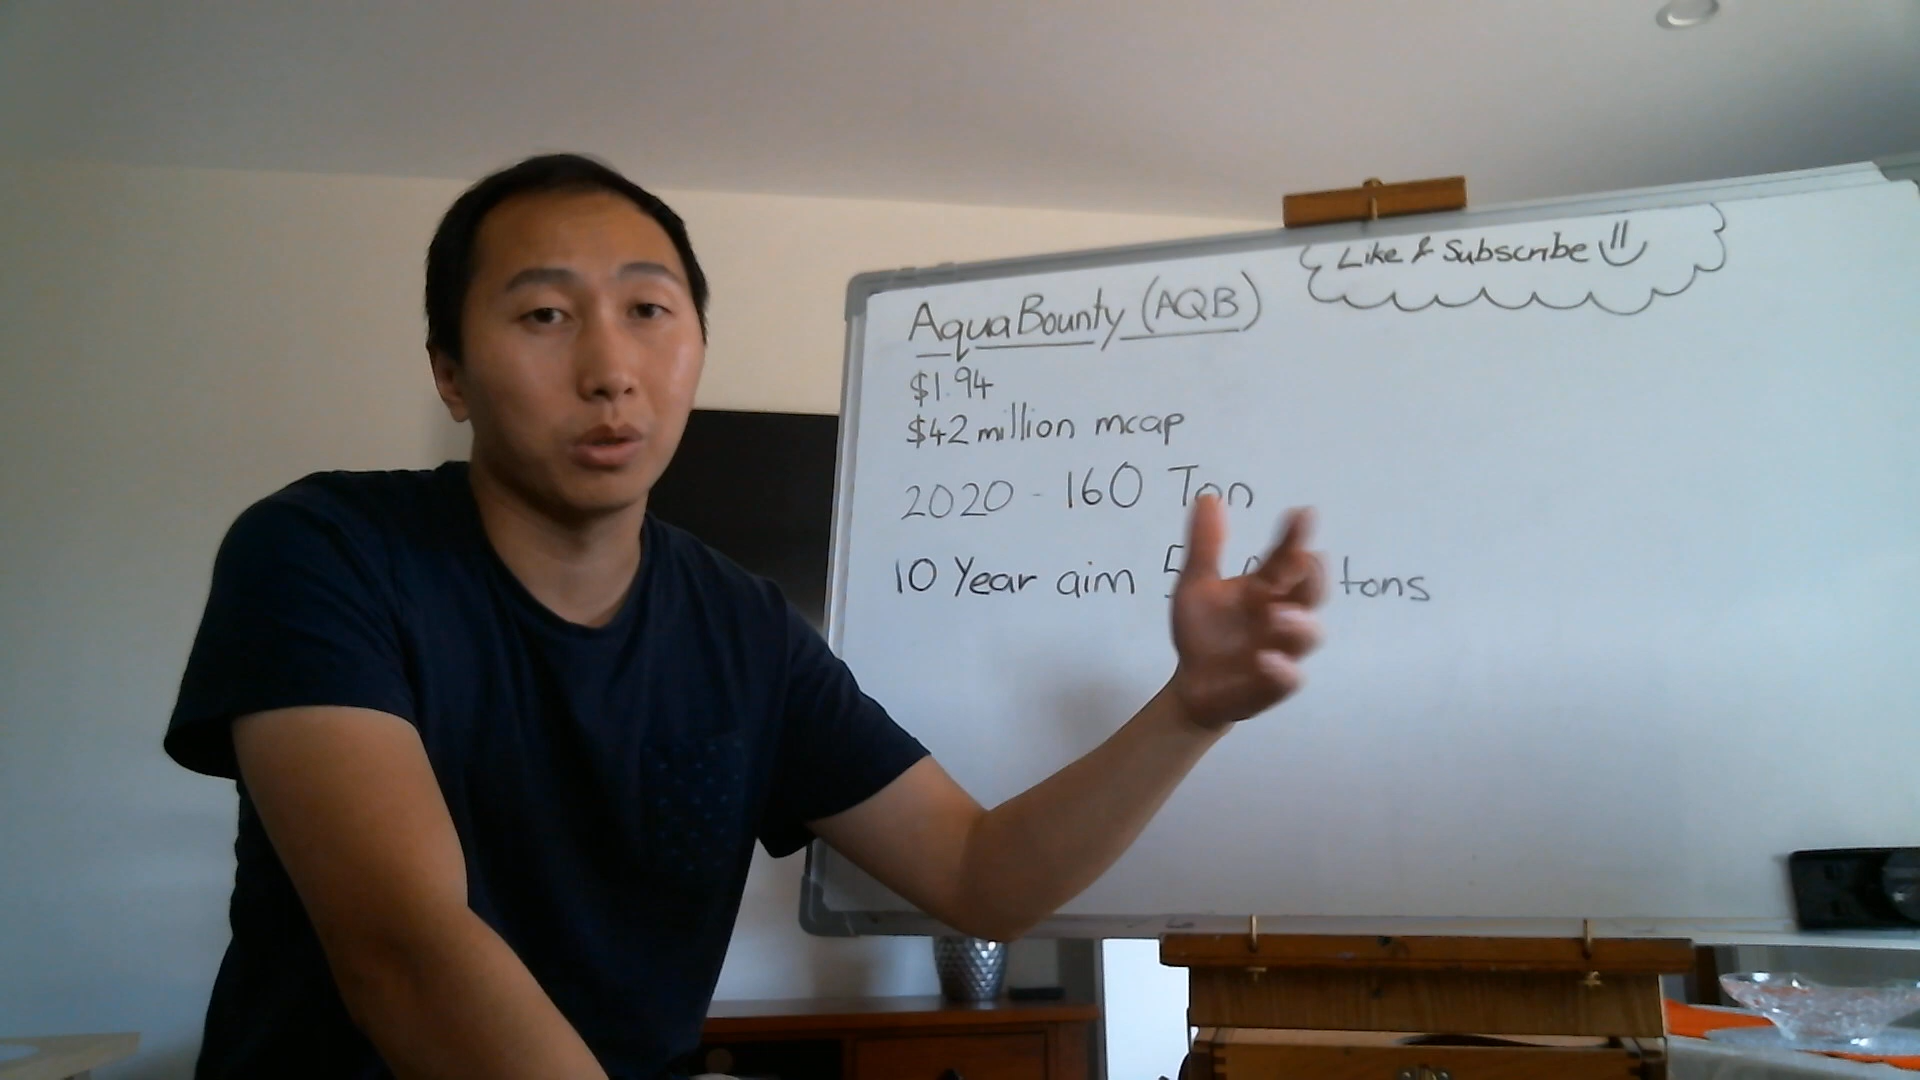 Like & Subscribe
AquaBounty (AQB)
$1.94
$42 million mcap
2020 - 160 Ton
10 Year aim tons